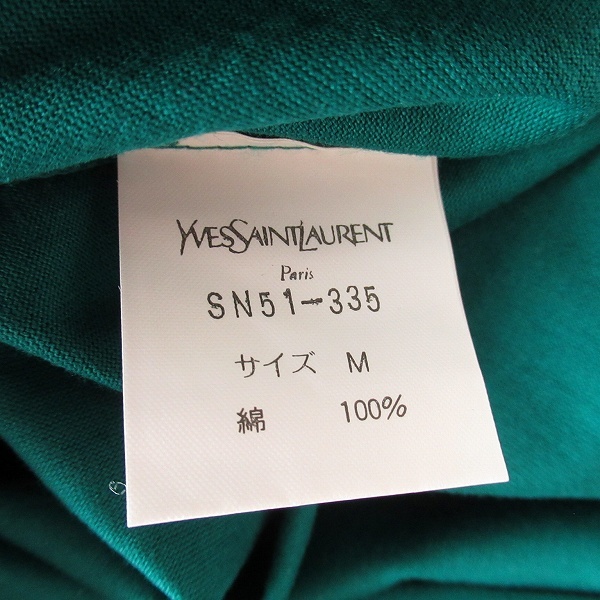 YVESSAINTLAURENT
Paris
SN51-335
サイズ M
綿 100%